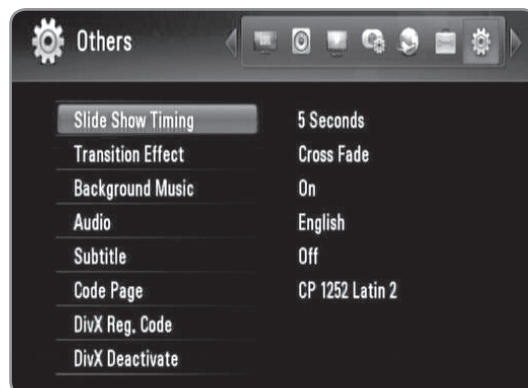 Others
Slide Show Timing 5 Seconds
Transition Effect Cross Fade
Background Music On
Audio English
Subtitle Off
Code Page CP 1252 Latin 2
DivX Reg. Code
DivX Deactivate